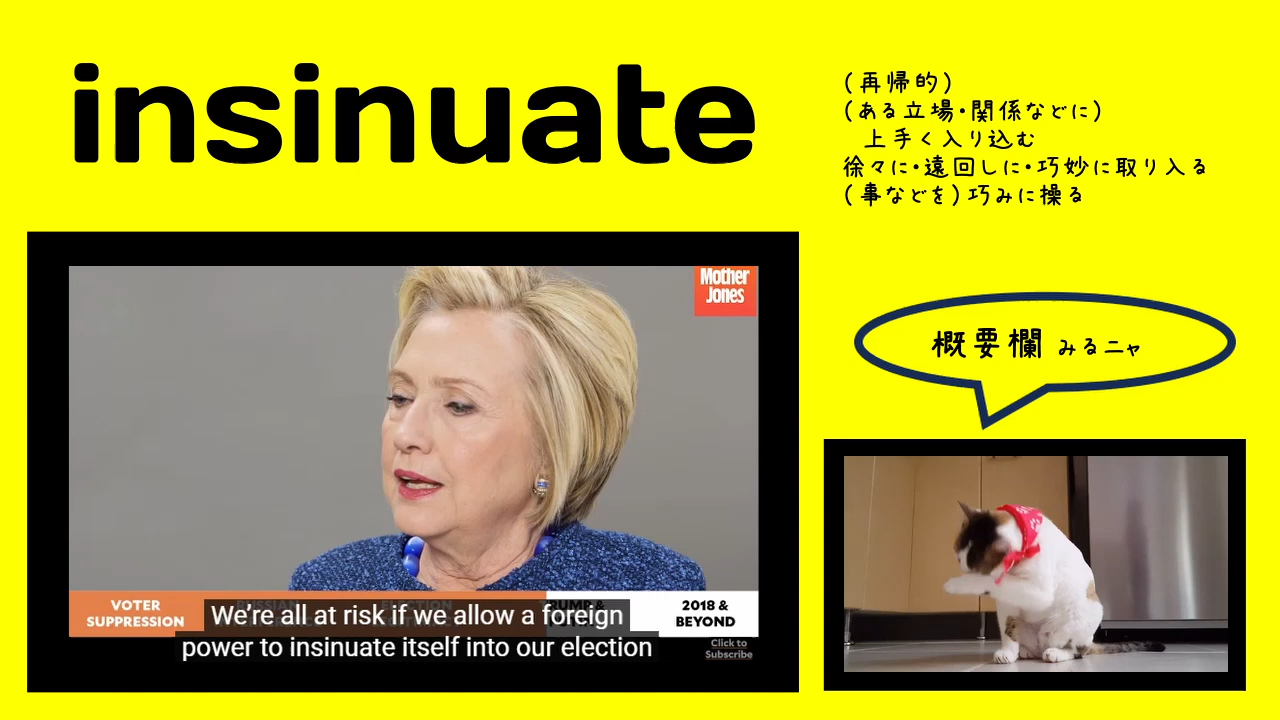 insinuate
(再帰的)
(ある立場・関係などに)
上手く入り込む
徐々に・遠回しに・巧妙に取り入る
(事などを)巧みに操る
Mother
Jones
概要欄 みるニャ
VOTER
SUPPRESSION
2018 &
BEYOND
We're all at risk if we allow a foreign
power to insinuate itself into our election
Click to
Subscribe